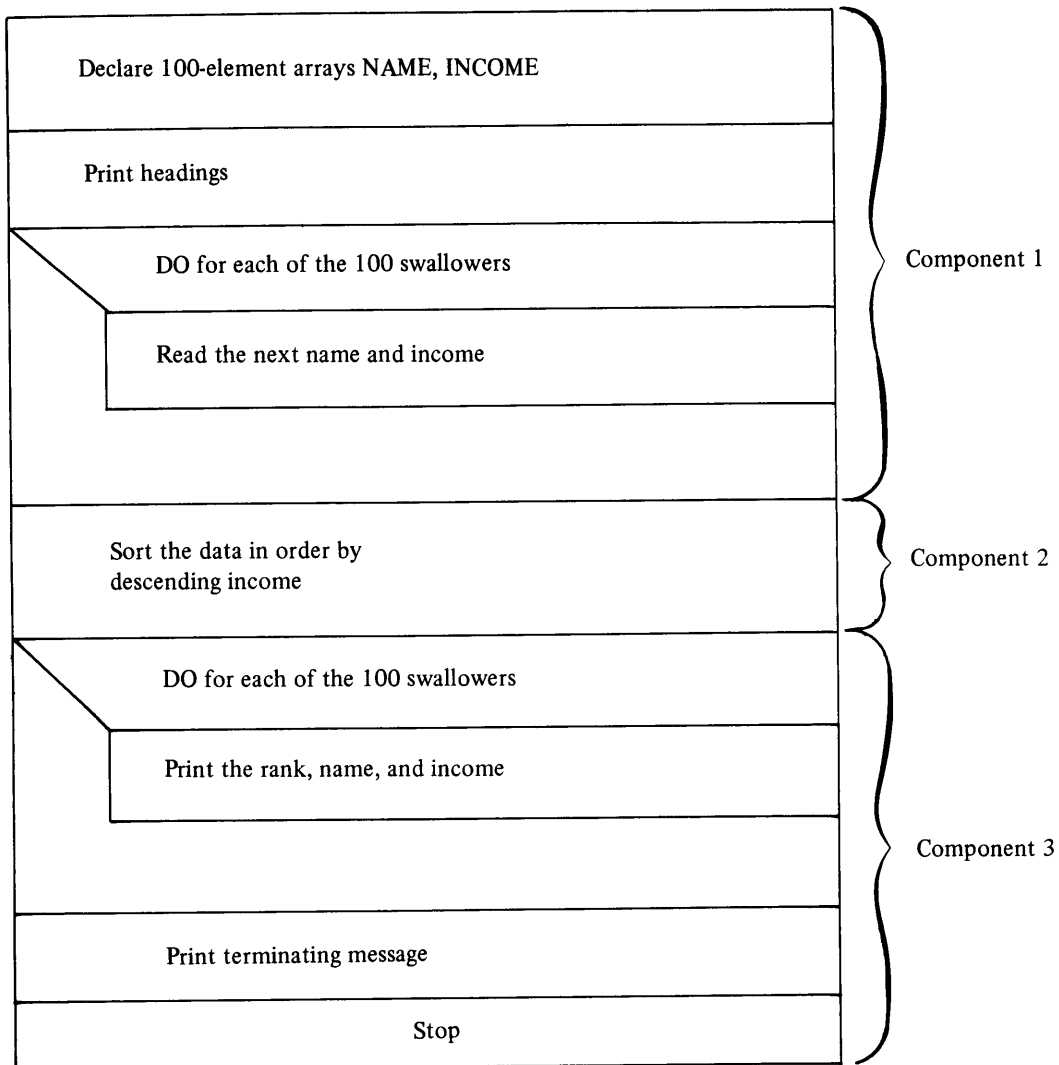 Declare 100-element arrays NAME, INCOME
Print headings
DO for each of the 100 swallowers
Component 1
Read the next name and income
Sort the data in order by
descending income
Component 2
DO for each of the 100 swallowers
Print the rank, name, and income
Component 3
Print terminating message
Stop